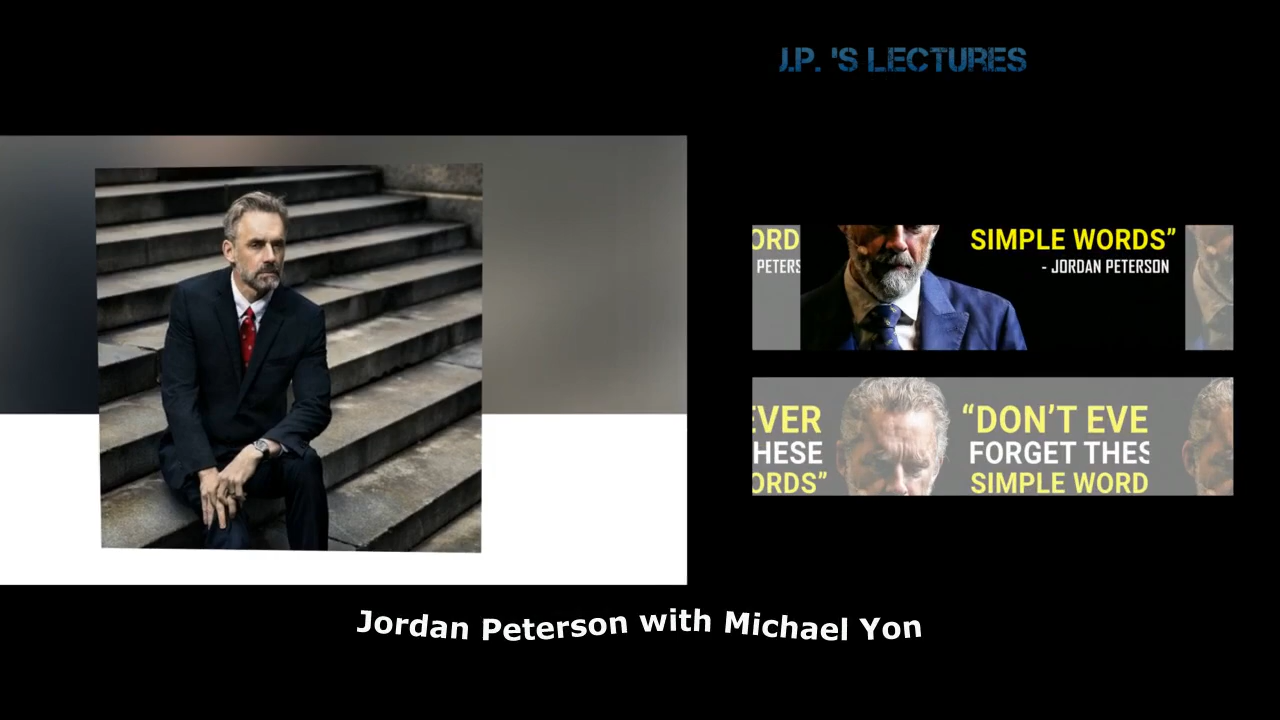 J.P. 'S LECTURES
ORD
SIMPLE WORDS”
PETERS
- JORDAN PETERSON
EVER
“DON’T EVE
HESE
FORGET THES
ORDS”
SIMPLE WORD
Jordan Peterson with Michael Yon